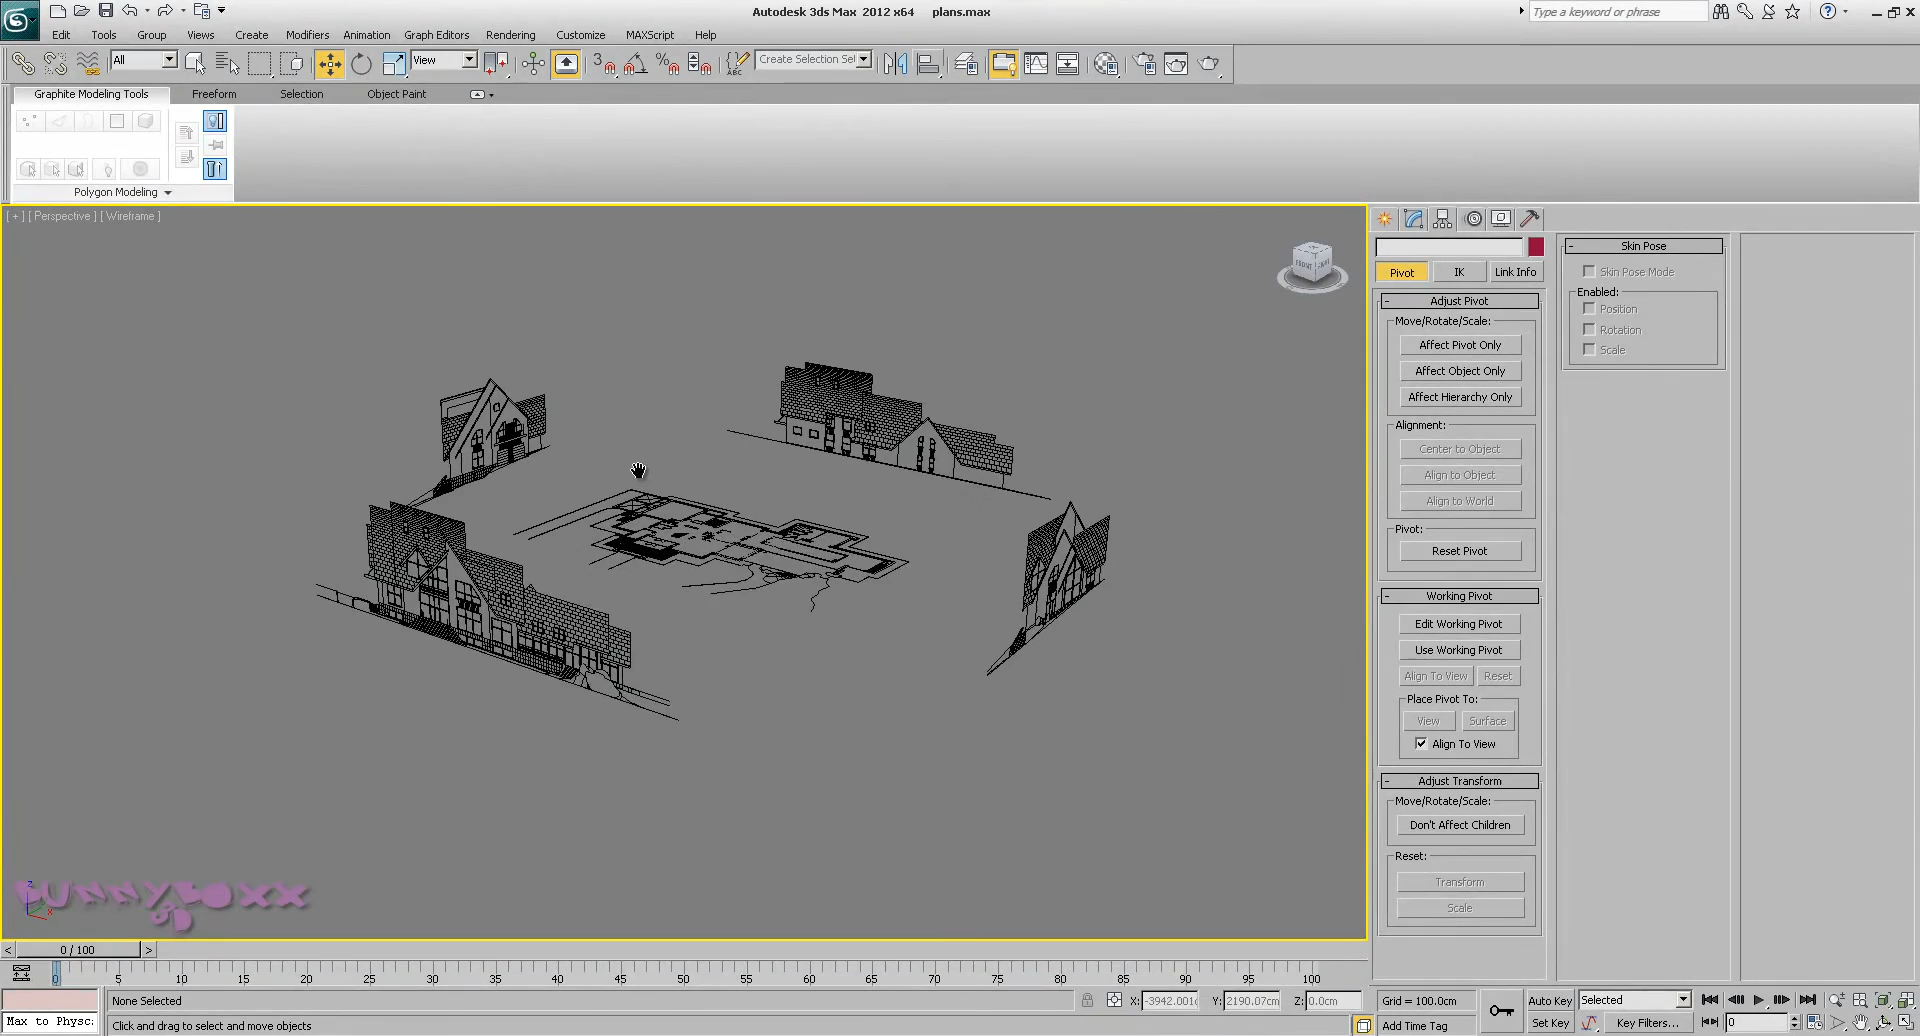 Autodesk 3ds Max 2012 x64 plans.max
Type a keyword or phrase
Edit Tools Group Views Create Modifiers Animation Graph Editors Rendering Customize MAXScript Help
All View Create Selection Sel
Graphite Modeling Tools Freeform Selection Object Paint
Polygon Modeling
[ + ] [ Perspective ] [ Wireframe ]
FRONT
Pivot IK Link Info
Adjust Pivot
Move/Rotate/Scale:
Affect Pivot Only
Affect Object Only
Affect Hierarchy Only
Alignment:
Center to Object
Align to Object
Align to World
Pivot:
Reset Pivot
Working Pivot
Edit Working Pivot
Use Working Pivot
Align To View Reset
Place Pivot To:
View Surface
Align To View
Adjust Transform
Move/Rotate/Scale:
Don't Affect Children
Reset:
Transform
Scale
Skin Pose
Skin Pose Mode
Enabled:
Position
Rotation
Scale
BUNNYBOXX
3D
z
x
< 0 / 100 >
0 5 10 15 20 25 30 35 40 45 50 55 60 65 70 75 80 85 90 95 100
None Selected X: -3942.001 Y: 2190.07cm Z: 0.0cm Grid = 100.0cm Auto Key Selected
Max to Physc: Click and drag to select and move objects Add Time Tag Set Key Key Filters... 0